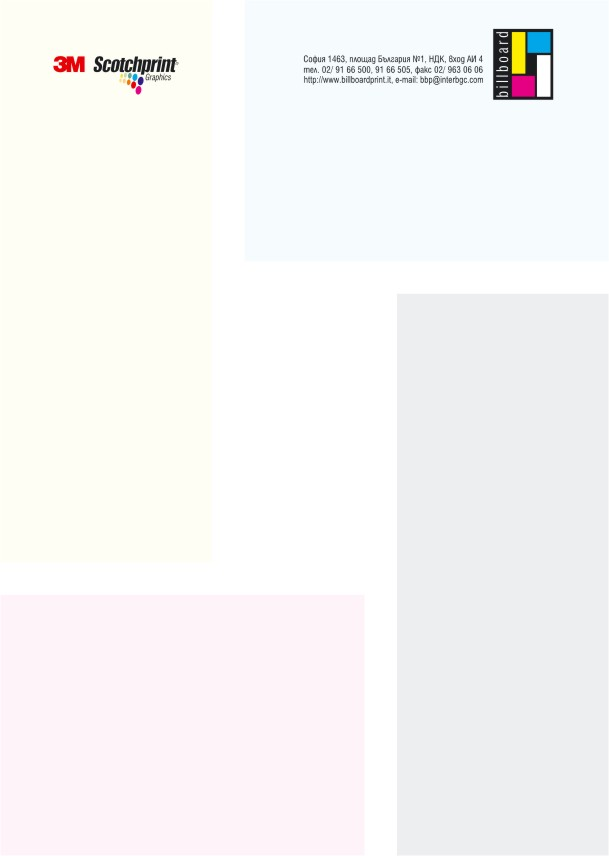 3M Scotchprint®
Graphics
София 1463, площад България №1, НДК, вход АИ 4
тел. 02/ 91 66 500, 91 66 505, факс 02/ 963 06 06
http://www.billboardprint.it, e-mail: bbp@interbgc.com
billboard